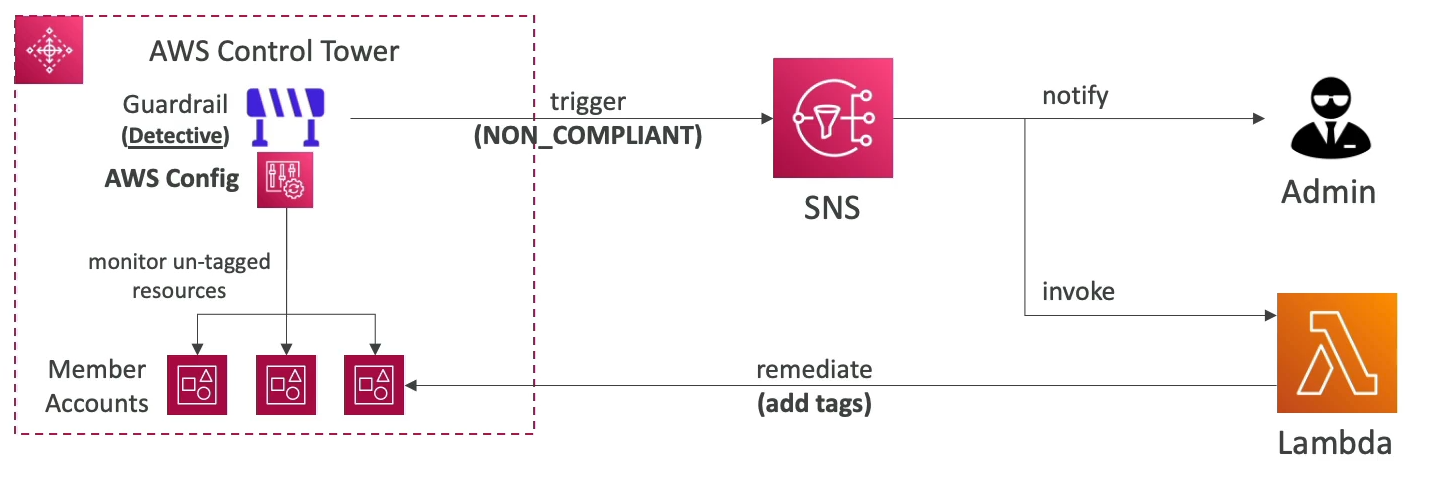 AWS Control Tower
Guardrail
(Detective)
AWS Config
monitor un-tagged
resources
Member
Accounts
trigger
(NON_COMPLIANT)
SNS
notify
Admin
invoke
Lambda
remediate
(add tags)